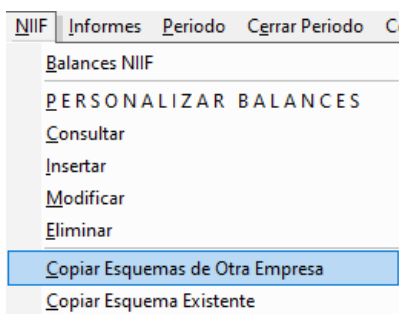 NIIF Informes Periodo Cerrar Periodo
Balances NIIF
PERSONALIZAR BALANCES
Consultar
Insertar
Modificar
Eliminar
Copiar Esquemas de Otra Empresa
Copiar Esquema Existente